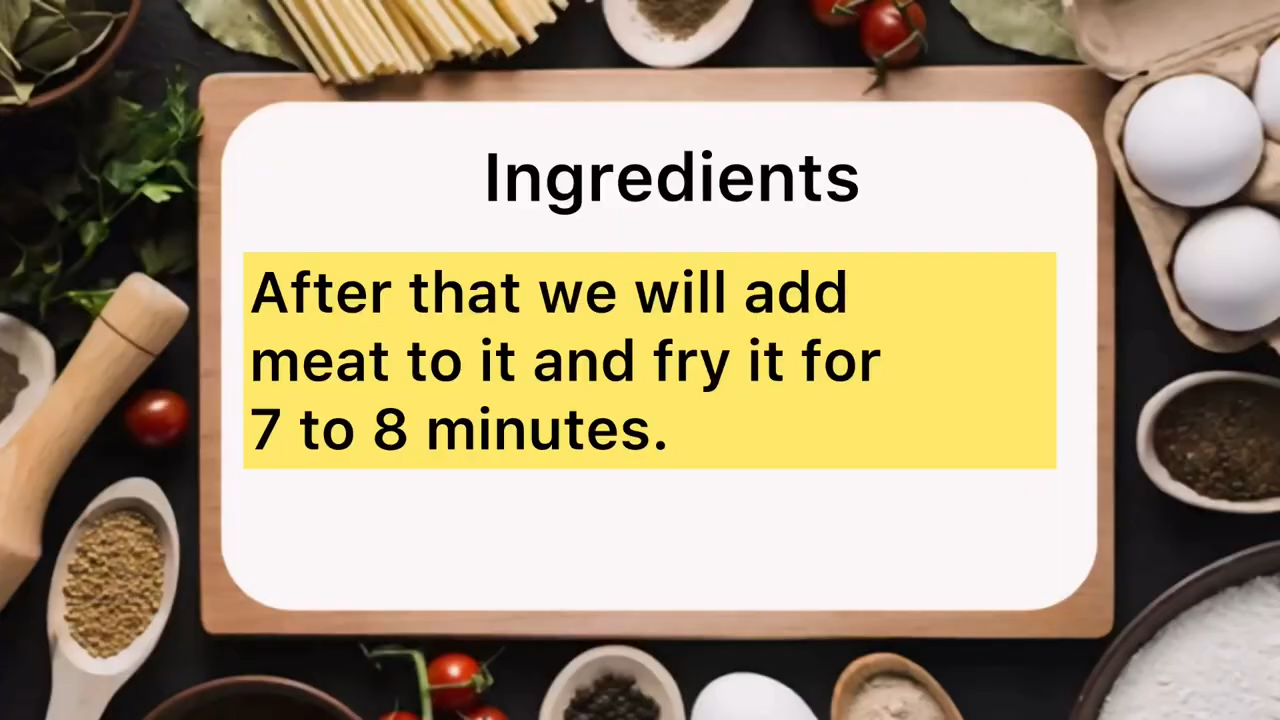 Ingredients
After that we will add
meat to it and fry it for
7 to 8 minutes.